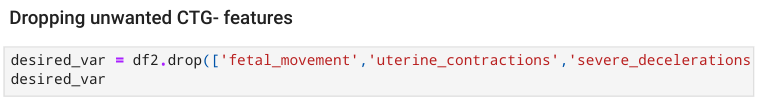 Dropping unwanted CTG- features
desired_var = df2.drop(['fetal_movement','uterine_contractions','severe_decelerations
desired_var